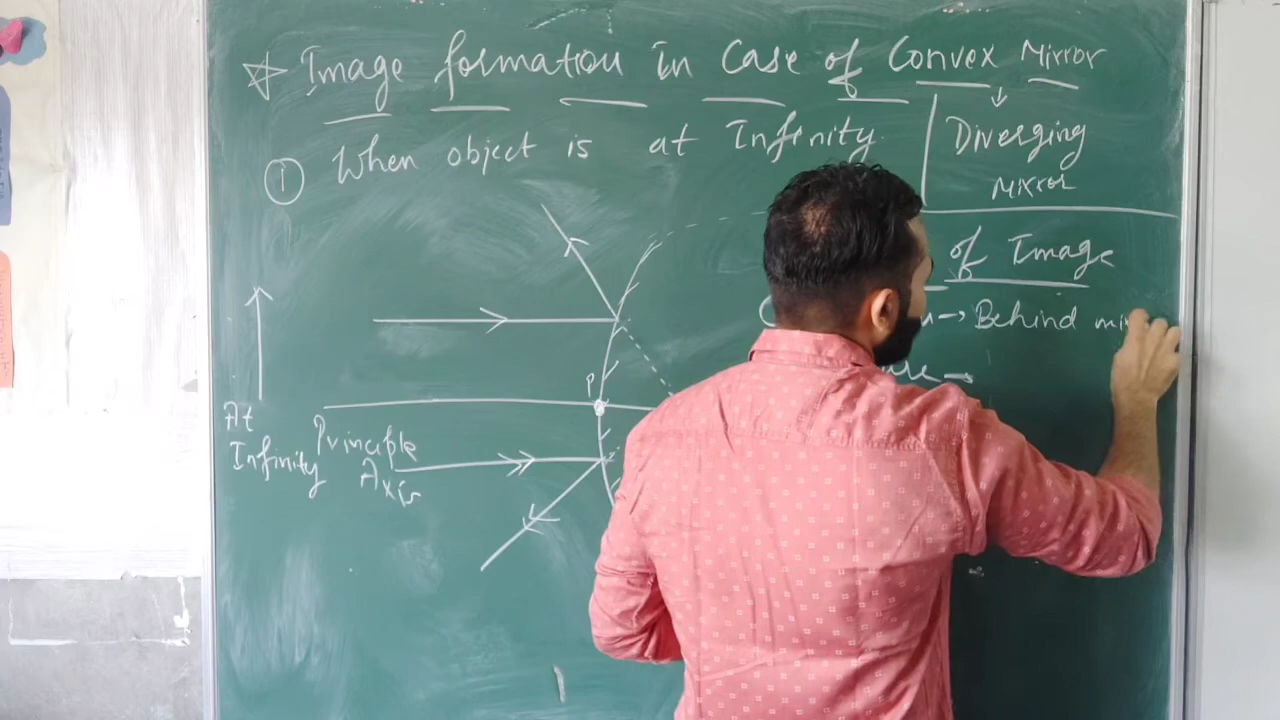 ☆ Image formation in Case of Convex Mirror
① When object is at Infinity
↓
Diverging
Mirror
of Image
→ Behind mi
P
At
Infinity
Principle
Axis